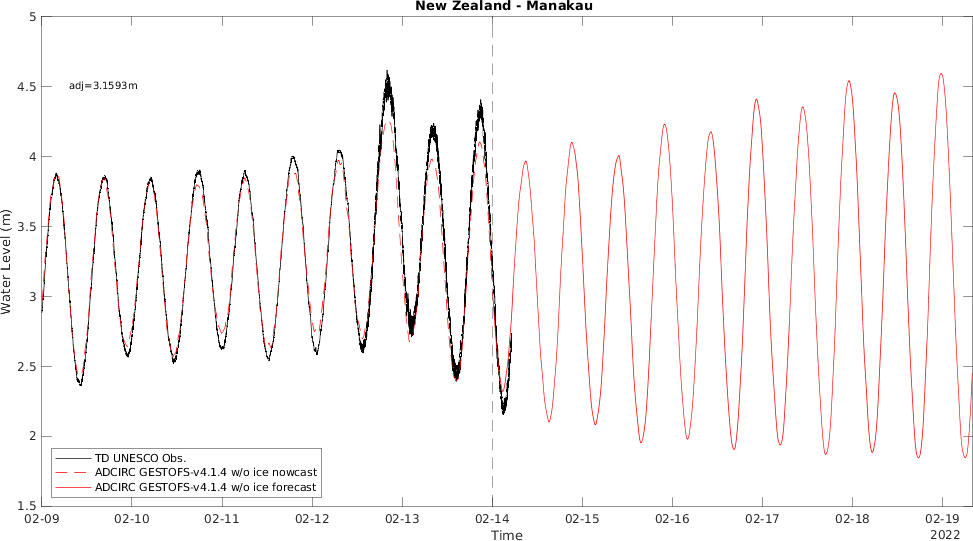 New Zealand - Manakau
5
4.5
4
3.5
3
2.5
2
1.5
Water Level (m)
adj=3.1593m
TD UNESCO Obs.
ADCIRC GESTOFS-v4.1.4 w/o ice nowcast
ADCIRC GESTOFS-v4.1.4 w/o ice forecast
02-09 02-10 02-11 02-12 02-13 02-14 02-15 02-16 02-17 02-18 02-19
Time
2022